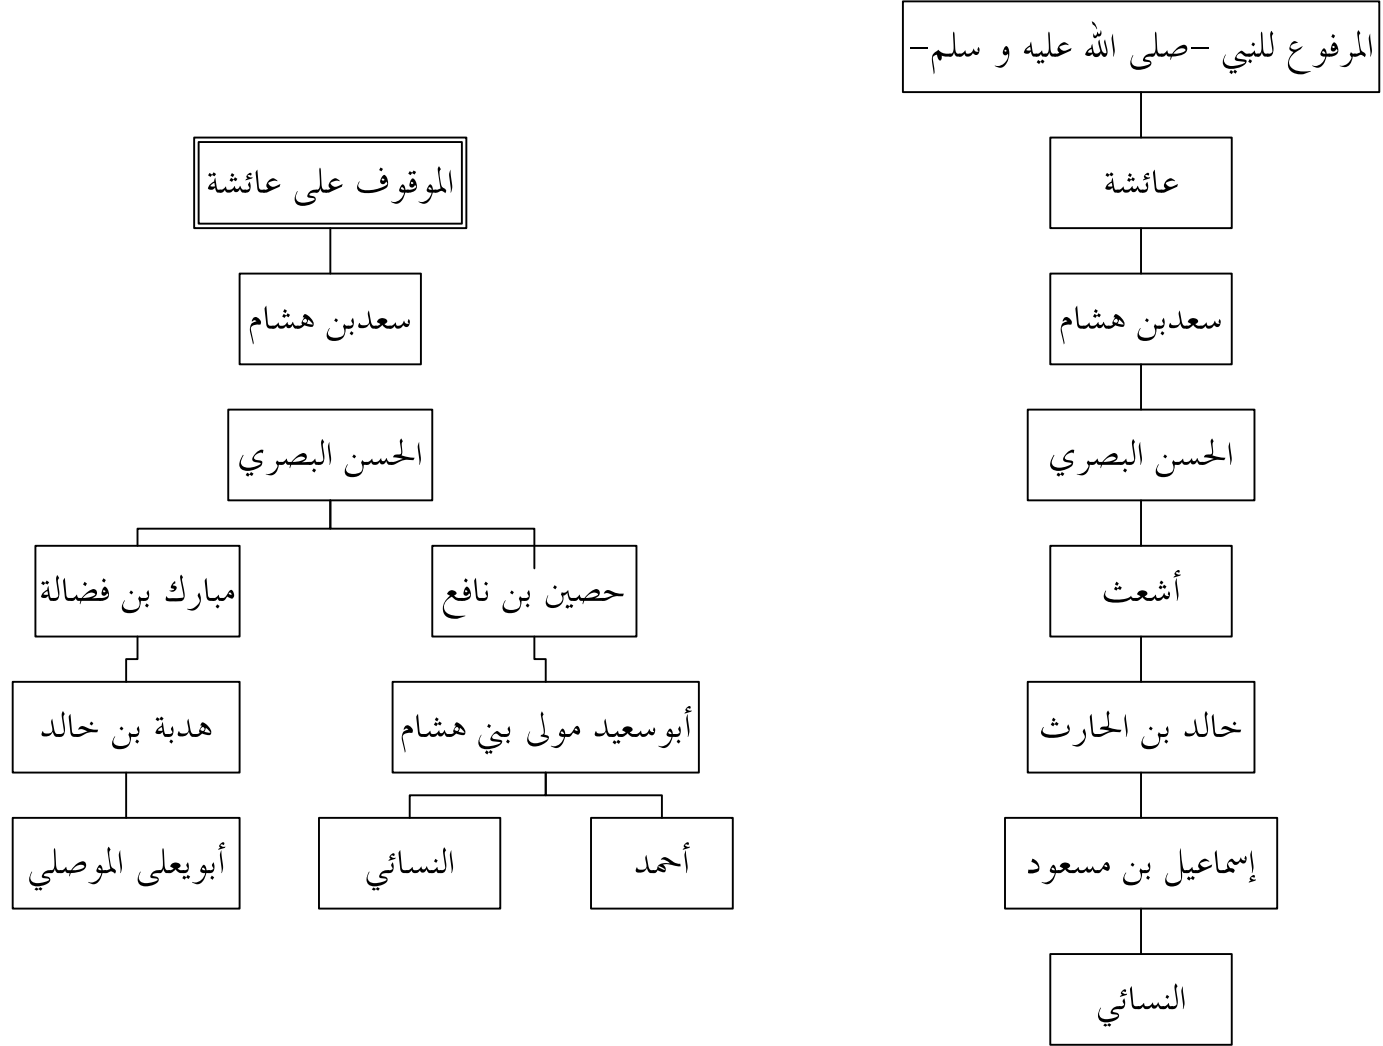 المرفوع للنبي -صلى الله عليه و سلم-
عائشة
سعدبن هشام
الحسن البصري
أشعث
خالد بن الحارث
إسماعيل بن مسعود
النسائي
الموقوف على عائشة
سعدبن هشام
الحسن البصري
حصين بن نافع
مبارك بن فضالة
أبوسعيد مولى بني هشام
هدبة بن خالد
أحمد
النسائي
أبويعلى الموصلي